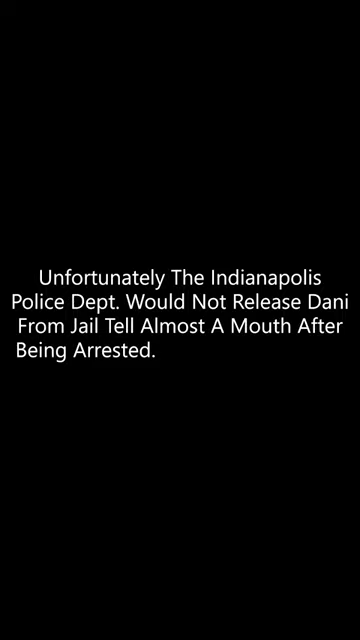 Unfortunately The Indianapolis
Police Dept. Would Not Release Dani
From Jail Tell Almost A Mouth After
Being Arrested.